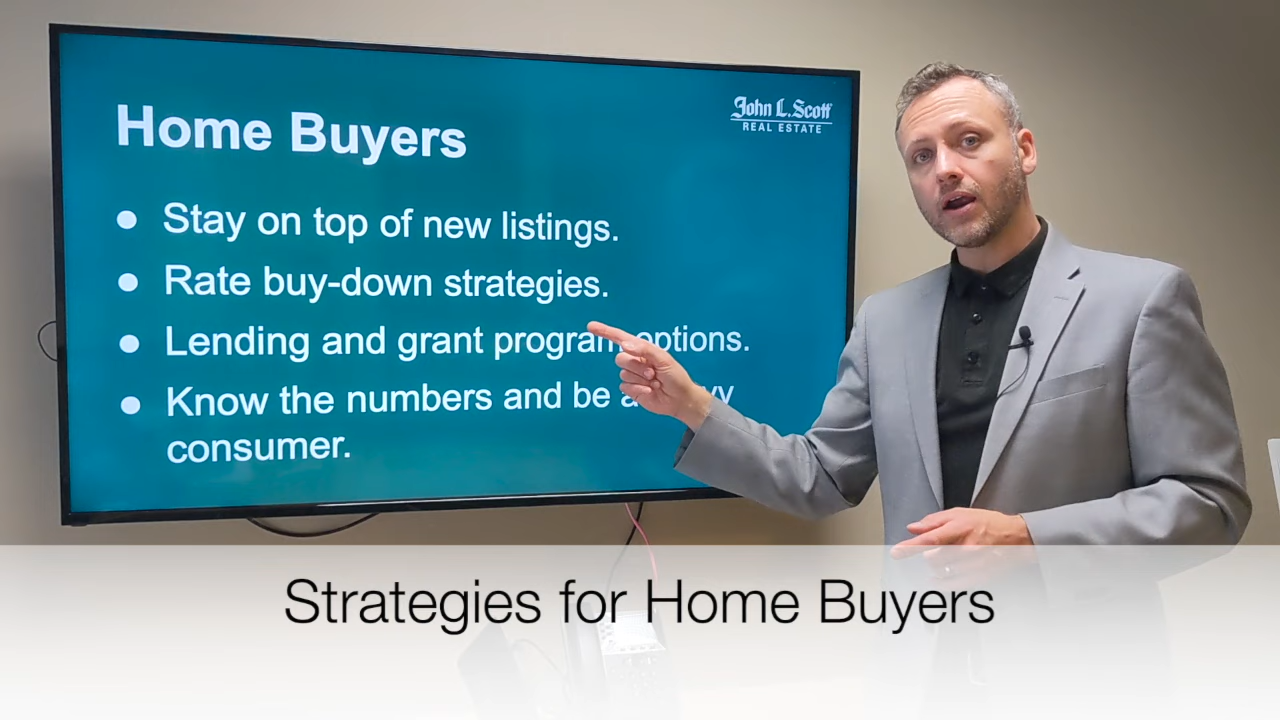 John L. Scott
REAL ESTATE
Home Buyers
• Stay on top of new listings.
• Rate buy-down strategies.
• Lending and grant program options.
• Know the numbers and be a
consumer.
Strategies for Home Buyers